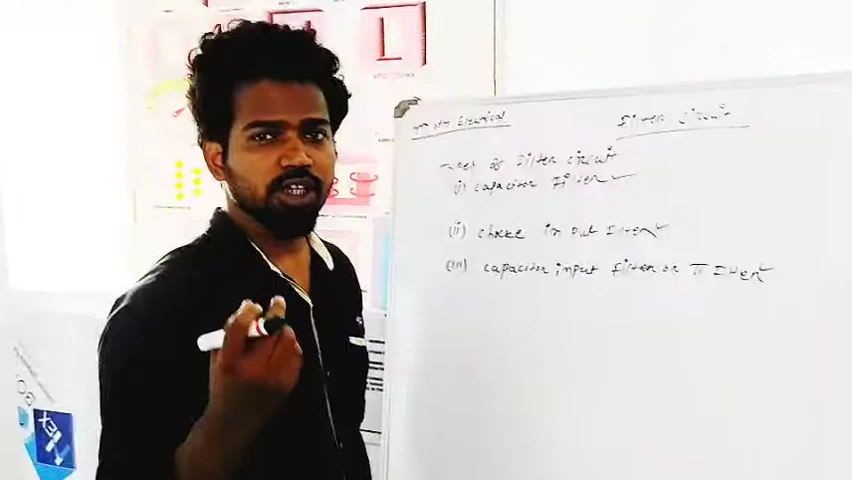 Electrical
Filter Circuit
Types of Filter circuit
(i) capacitor Filter
(ii) choke input Filter
(iii) capacitor input Filter or π Filter